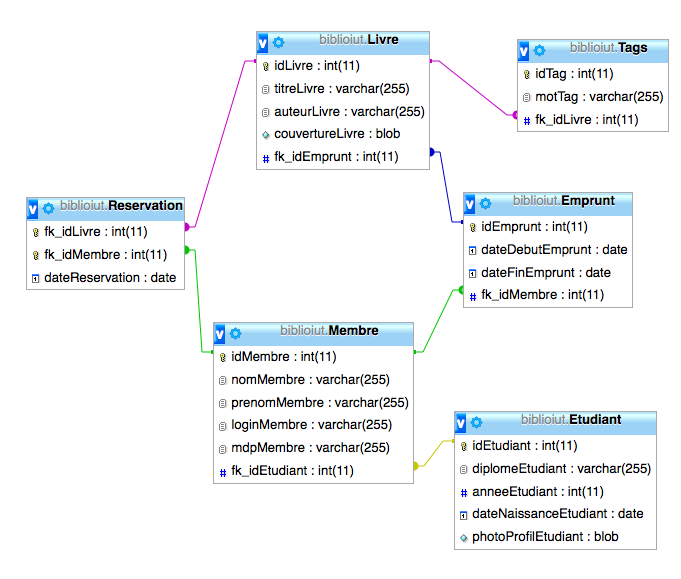 biblioiut.Livre
idLivre : int(11)
titreLivre : varchar(255)
auteurLivre : varchar(255)
couvertureLivre : blob
# fk_idEmprunt : int(11)
biblioiut.Tags
idTag : int(11)
motTag : varchar(255)
# fk_idLivre : int(11)
biblioiut.Reservation
fk_idLivre : int(11)
fk_idMembre : int(11)
dateReservation : date
biblioiut.Emprunt
idEmprunt : int(11)
dateDebutEmprunt : date
dateFinEmprunt : date
# fk_idMembre : int(11)
biblioiut.Membre
idMembre : int(11)
nomMembre : varchar(255)
prenomMembre : varchar(255)
loginMembre : varchar(255)
mdpMembre : varchar(255)
# fk_idEtudiant : int(11)
biblioiut.Etudiant
idEtudiant : int(11)
diplomeEtudiant : varchar(255)
# anneeEtudiant : int(11)
dateNaissanceEtudiant : date
photoProfilEtudiant : blob